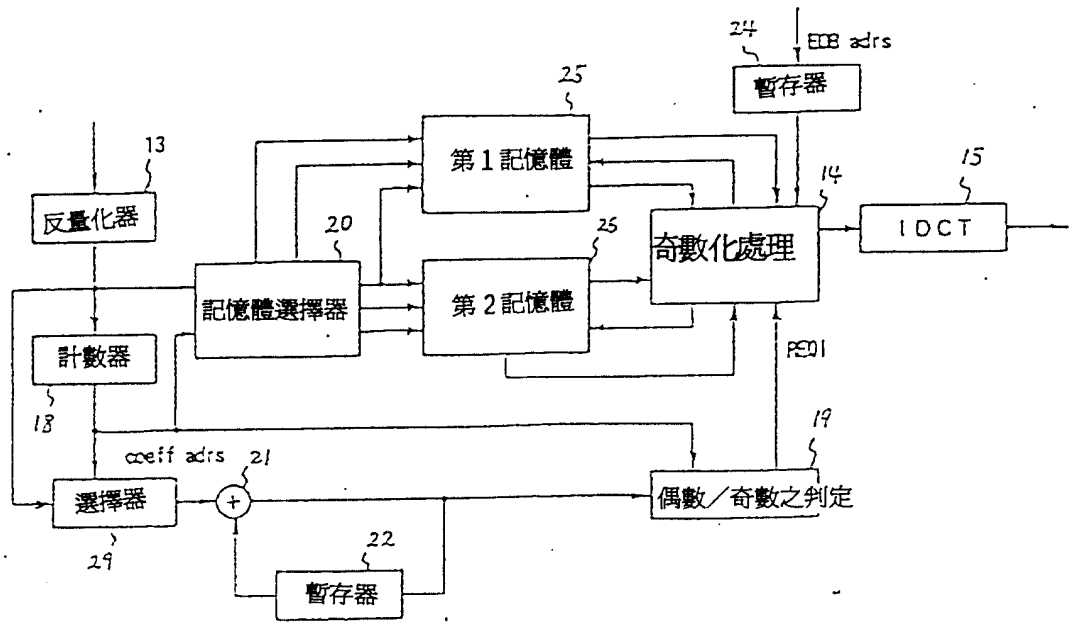 24
EOB adrs
暫存器
25
第1記憶體
13
反量化器
20
記憶體選擇器
25
第2記憶體
14
奇數化處理
15
IDCT
計數器
18
PSDI
coeff adrs
21
+
19
選擇器
29
偶數／奇數之判定
22
暫存器